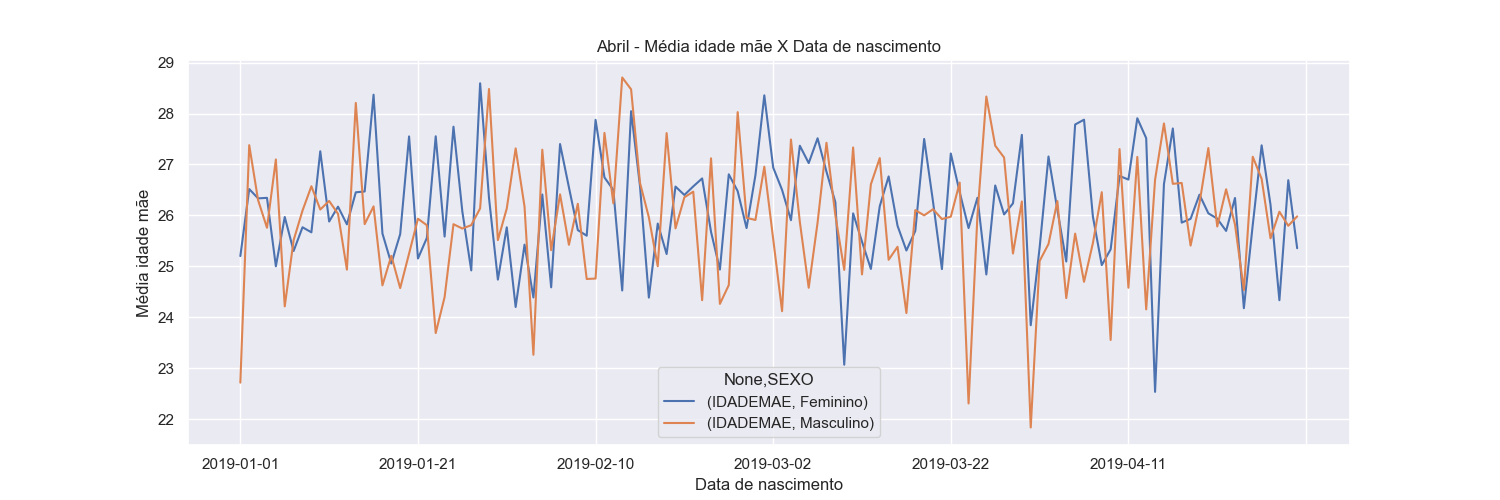 Abril - Média idade mãe X Data de nascimento
29
28
27
26
25
24
23
22
Média idade mãe
None,SEXO
(IDADEMAE, Feminino)
(IDADEMAE, Masculino)
2019-01-01 2019-01-21 2019-02-10 2019-03-02 2019-03-22 2019-04-11
Data de nascimento